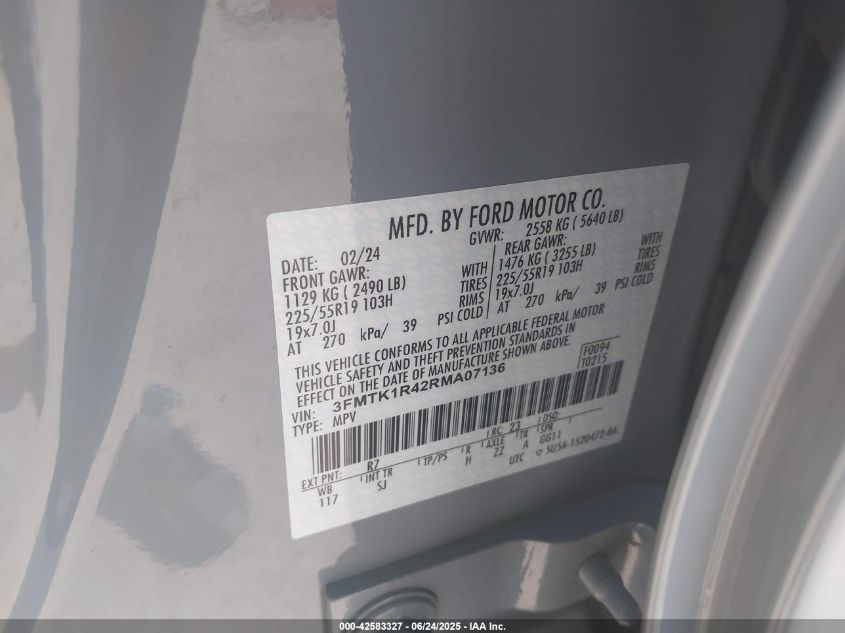 MFD. BY FORD MOTOR CO.
DATE: 02/24 GVWR: 2558 KG ( 5640 LB)
FRONT GAWR: REAR GAWR:
1129 KG ( 2490 LB) WITH 1476 KG ( 3255 LB) WITH
225/55R19 103H TIRES 225/55R19 103H TIRES
19x7.0J RIMS 19x7.0J RIMS
AT 270 kPa/ 39 PSI COLD AT 270 kPa/ 39 PSI COLD
THIS VEHICLE CONFORMS TO ALL APPLICABLE FEDERAL MOTOR
VEHICLE SAFETY AND THEFT PREVENTION STANDARDS IN
EFFECT ON THE DATE OF MANUFACTURE SHOWN ABOVE.
F0094
T0215
VIN: 3FMTK1R42RMA07136
TYPE: MPV
RC: 23 DSO:
EXT PNT: R7 TP/PS R AXLE TR SPR
WB INT TR H ZZ A GG11
117 SJ UTC 5U5A-1520472-BA
000-42583327 - 06/24/2025 - IAA Inc.